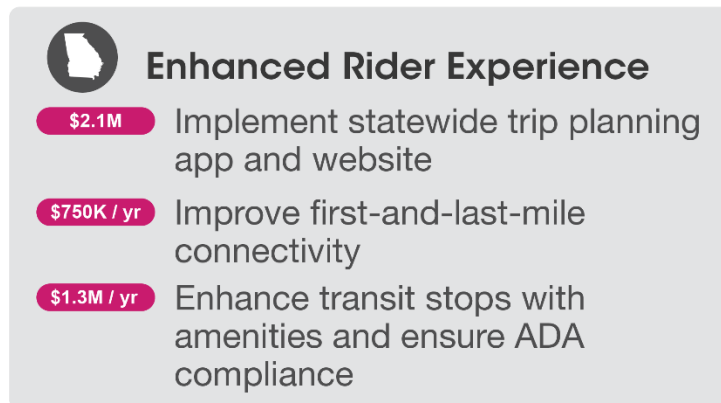 Enhanced Rider Experience
$2.1M Implement statewide trip planning
app and website
$750K / yr Improve first-and-last-mile
connectivity
$1.3M / yr Enhance transit stops with
amenities and ensure ADA
compliance